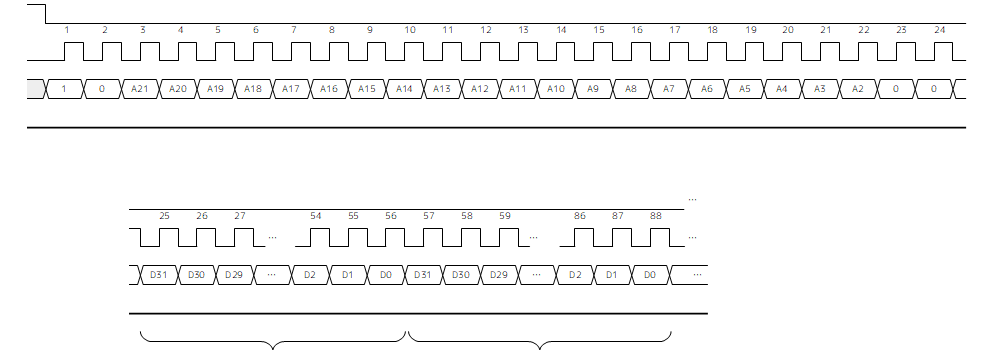 1 2 3 4 5 6 7 8 9 10 11 12 13 14 15 16 17 18 19 20 21 22 23 24
1 0 A21 A20 A19 A18 A17 A16 A15 A14 A13 A12 A11 A10 A9 A8 A7 A6 A5 A4 A3 A2 0 0
...
25 26 27 54 55 56 57 58 59 86 87 88
... ... ...
D31 D30 D29 ... D2 D1 D0 D31 D30 D29 ... D2 D1 D0 ...